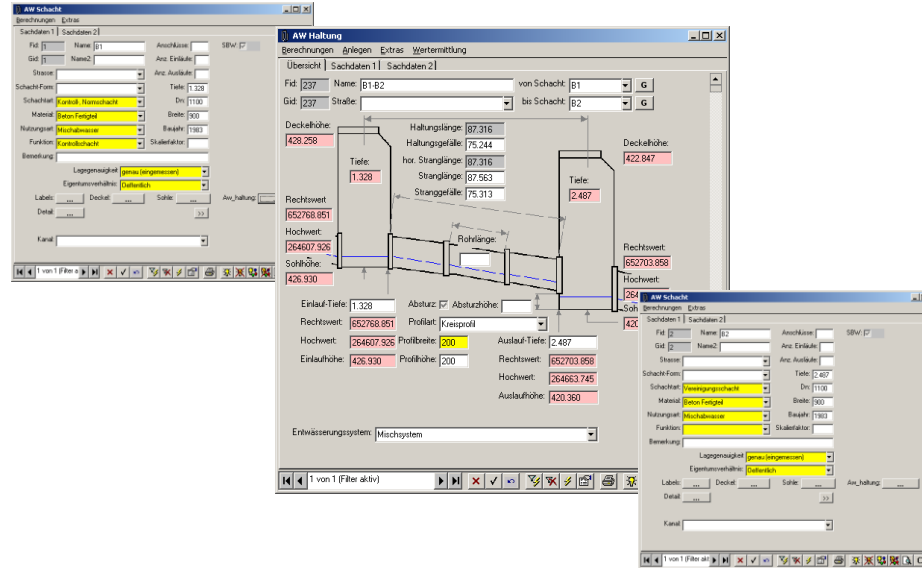 AW Schacht
Berechnungen Extras
Sachdaten 1 Sachdaten 2
Fid: 1 Name: B1 Anschlüsse: SBW:
Gid: 1 Name2: Anz. Einläufe:
Strasse: Anz. Ausläufe:
Schacht-Form: Tiefe: 1.328
Schachtart: Kontroll-, Normschacht Dn: 1100
Material: Beton Fertigteil Breite: 900
Nutzungsart: Mischabwasser Baujahr: 1983
Funktion: Kontrollschacht Skalierfaktor:
Bemerkung:
Lagegenauigkeit: genau (eingemessen)
Eigentumsverhältnis: Oeffentlich
Labels: ... Deckel: ... Sohle: ... Aw_haltung:
Detail: ... >>
Kanal:
1 von 1 (Filter a
AW Haltung
Berechnungen Anlegen Extras Wertermittlung
Übersicht Sachdaten 1 Sachdaten 2
Fid: 237 Name: B1-B2 von Schacht: B1 G
Gid: 237 Straße: bis Schacht: B2 G
Deckelhöhe: 428.258
Haltungslänge: 87.316
Haltungsgefälle: 75.244
hor. Stranglänge: 87.316
Stranglänge: 87.563
Stranggefälle: 75.313
Deckelhöhe: 422.847
Tiefe: 1.328
Tiefe: 2.487
Rechtswert 652768.851
Hochwert: 264607.926
Sohlhöhe: 426.930
Rohrlänge:
Rechtswert: 652703.858
Hochwert:
264
Soh
420
Einlauf-Tiefe: 1.328 Absturz: Absturzhöhe:
Rechtswert: 652768.851 Profilart: Kreisprofil
Hochwert: 264607.926 Profilbreite: 200 Auslauf-Tiefe: 2.487
Einlaufhöhe: 426.930 Profilhöhe: 200 Rechtswert: 652703.858
Hochwert: 264663.745
Auslaufhöhe: 420.360
Entwässerungssystem: Mischsystem
1 von 1 (Filter aktiv)
AW Schacht
Berechnungen Extras
Sachdaten 1 Sachdaten 2
Fid: 2 Name: B2 Anschlüsse: SBW:
Gid: 2 Name2: Anz. Einläufe:
Strasse: Anz. Ausläufe:
Schacht-Form: Tiefe: 2.487
Schachtart: Vereinigungsschacht Dn: 1100
Material: Beton Fertigteil Breite: 900
Nutzungsart: Mischabwasser Baujahr: 1983
Funktion: Skalierfaktor:
Bemerkung:
Lagegenauigkeit: genau (eingemessen)
Eigentumsverhältnis: Oeffentlich
Labels: ... Deckel: ... Sohle: ... Aw_haltung: ...
Detail: ... >>
Kanal:
1 von 1 (Filter akt